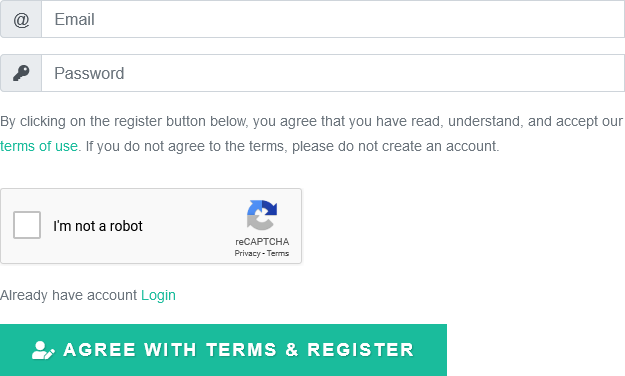 @ Email
Password
By clicking on the register button below, you agree that you have read, understand, and accept our
terms of use. If you do not agree to the terms, please do not create an account.
I'm not a robot
reCAPTCHA
Privacy - Terms
Already have account Login
AGREE WITH TERMS & REGISTER